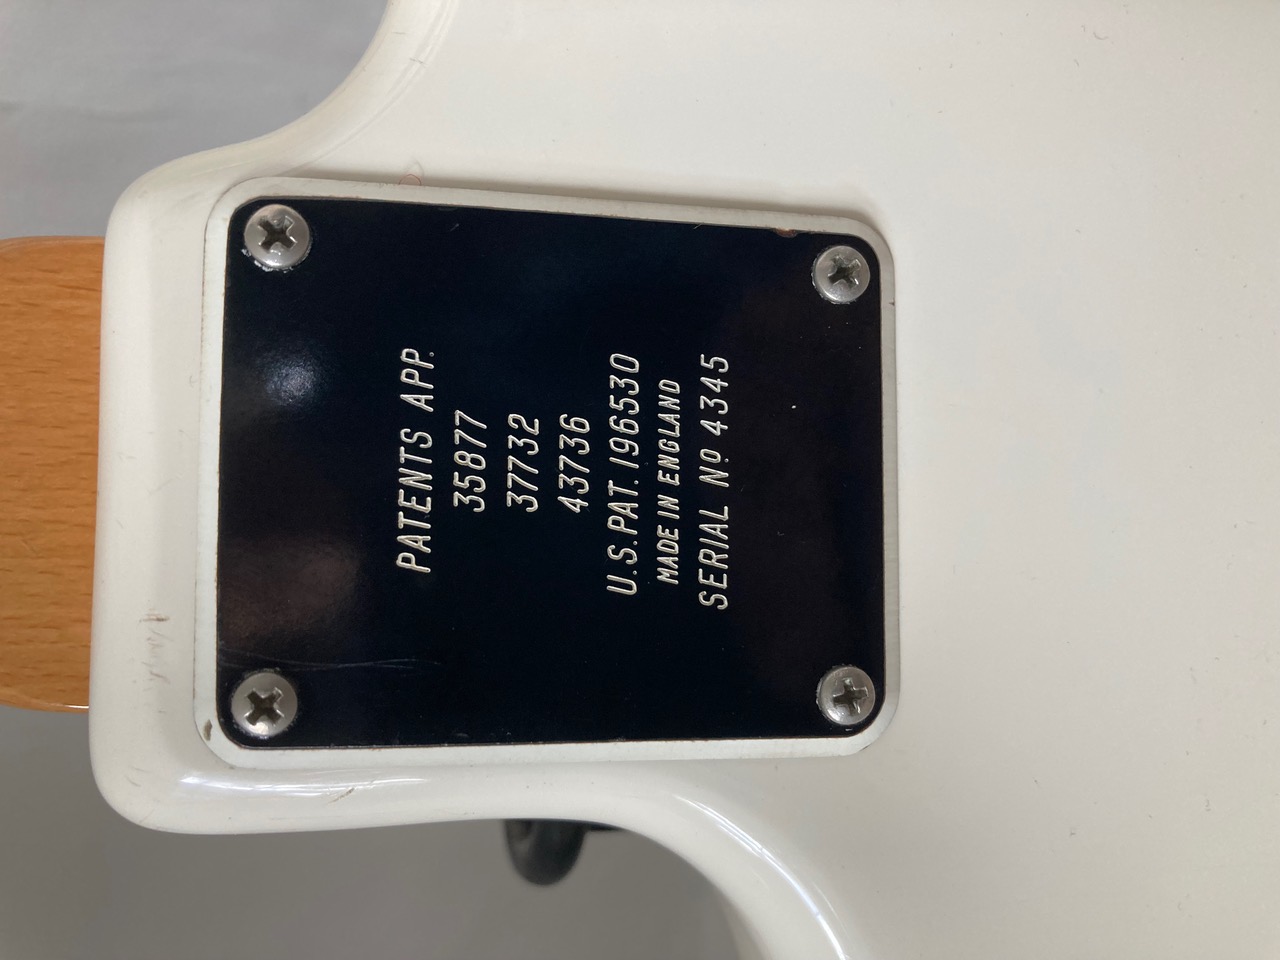 PATENTS APP.
35877
37732
43736
U.S.PAT. 196530
MADE IN ENGLAND
SERIAL Nº 4345